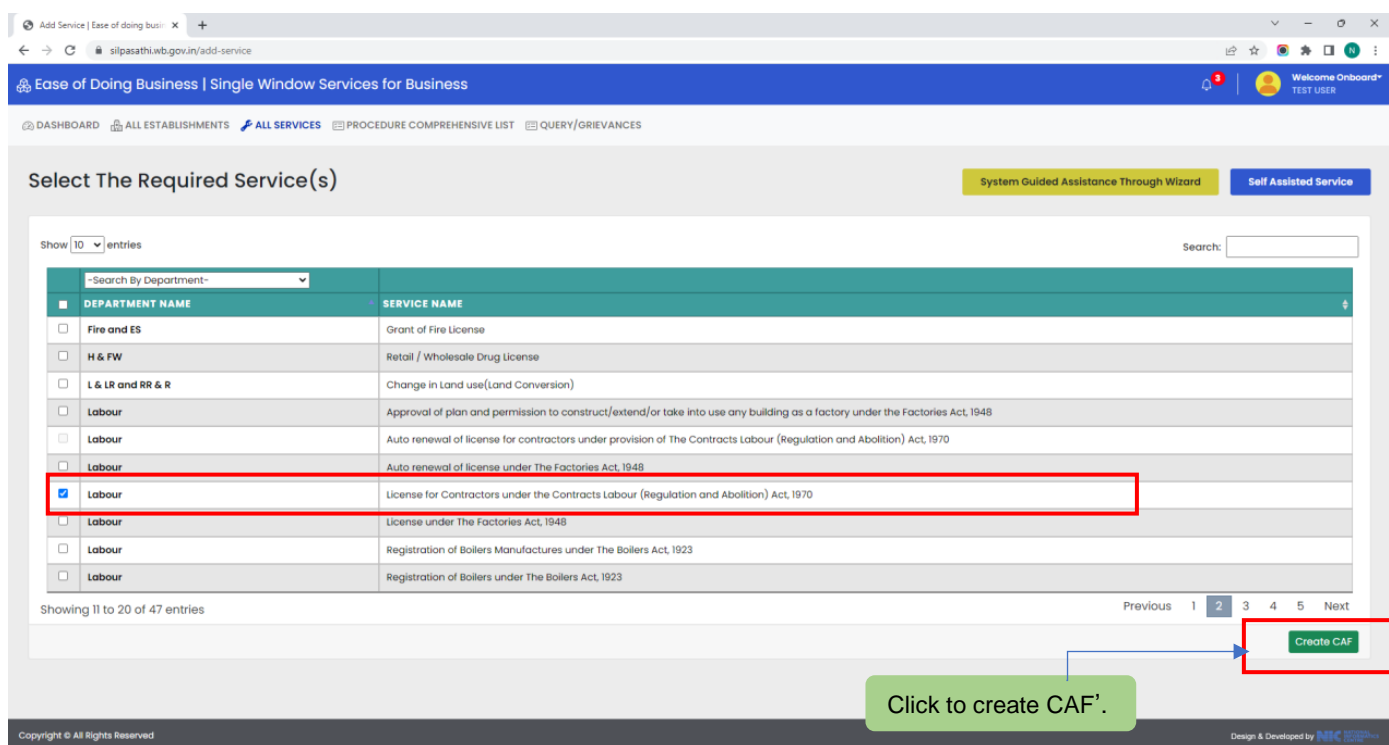 Add Service | Ease of doing busin
silpasathi.wb.gov.in/add-service
N
Ease of Doing Business | Single Window Services for Business
3
Welcome Onboard
TEST USER
DASHBOARD ALL ESTABLISHMENTS ALL SERVICES PROCEDURE COMPREHENSIVE LIST QUERY/GRIEVANCES
Select The Required Service(s)
System Guided Assistance Through Wizard
Self Assisted Service
Show 10 entries
Search:
-Search By Department-
DEPARTMENT NAME SERVICE NAME
Fire and ES Grant of Fire License
H & FW Retail / Wholesale Drug License
L & LR and RR & R Change in Land use(Land Conversion)
Labour Approval of plan and permission to construct/extend/or take into use any building as a factory under the Factories Act, 1948
Labour Auto renewal of license for contractors under provision of The Contracts Labour (Regulation and Abolition) Act, 1970
Labour Auto renewal of license under The Factories Act, 1948
Labour License for Contractors under the Contracts Labour (Regulation and Abolition) Act, 1970
Labour License under The Factories Act, 1948
Labour Registration of Boilers Manufactures under The Boilers Act, 1923
Labour Registration of Boilers under The Boilers Act, 1923
Showing 11 to 20 of 47 entries
Previous 1 2 3 4 5 Next
Create CAF
Click to create CAF’.
Copyright © All Rights Reserved
Design & Developed by NIC